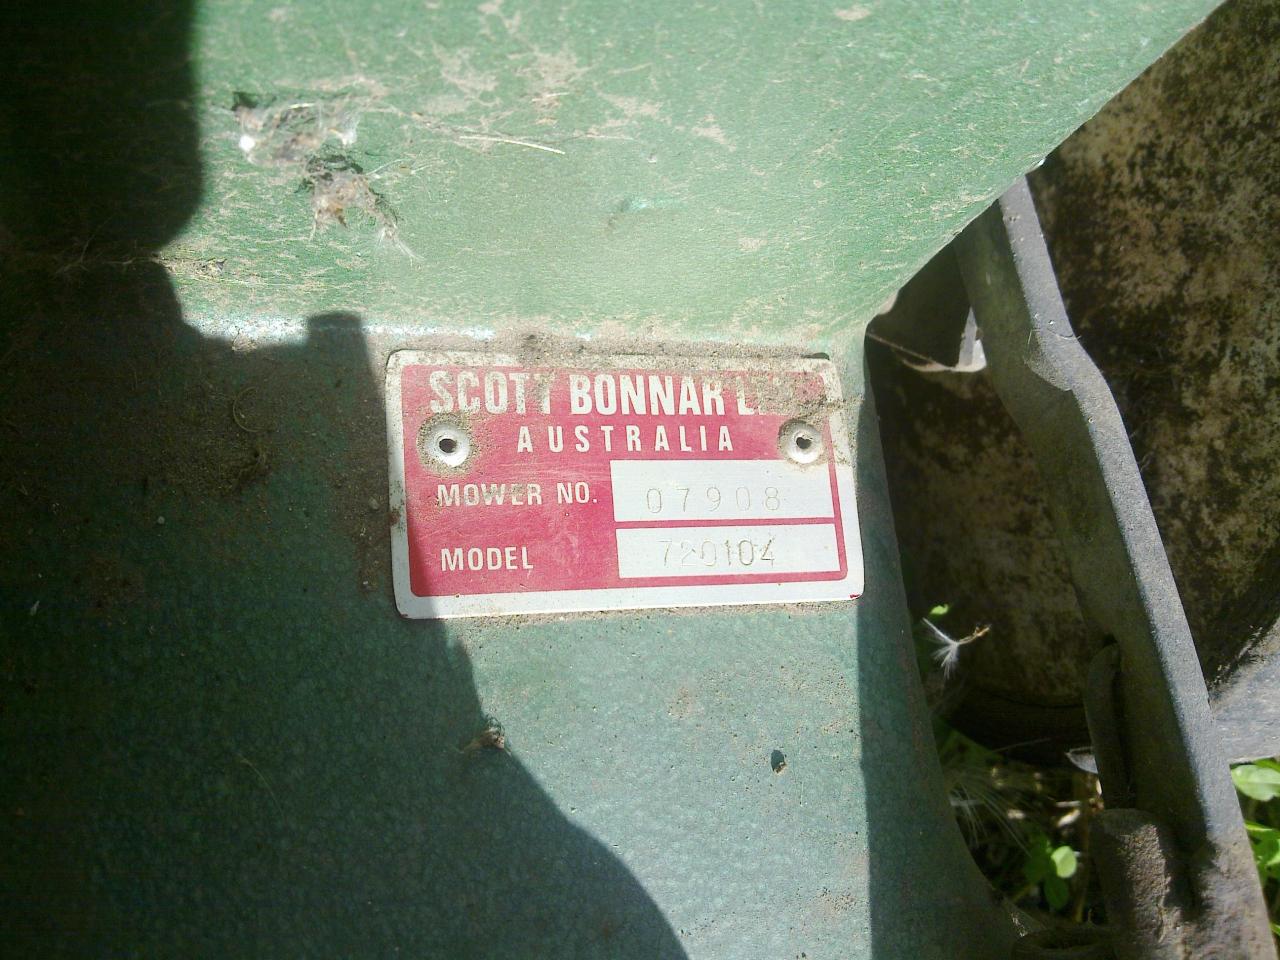 SCOTT BONNAR
AUSTRALIA
MOWER NO. 07908
MODEL 720104